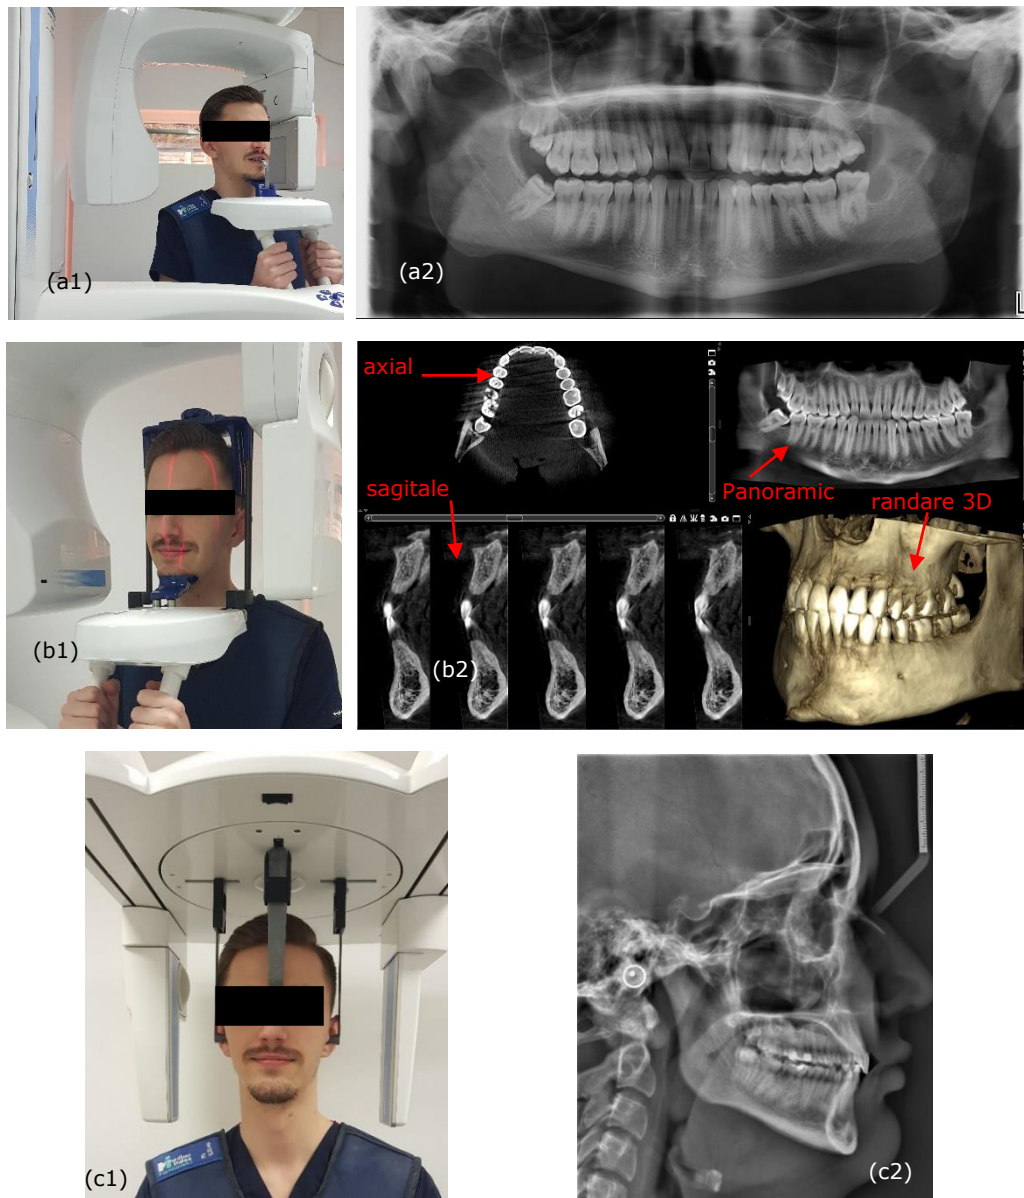 (a1)
(a2)
L
axial
sagitale
Panoramic
randare 3D
(b1)
(b2)
(c1)
(c2)